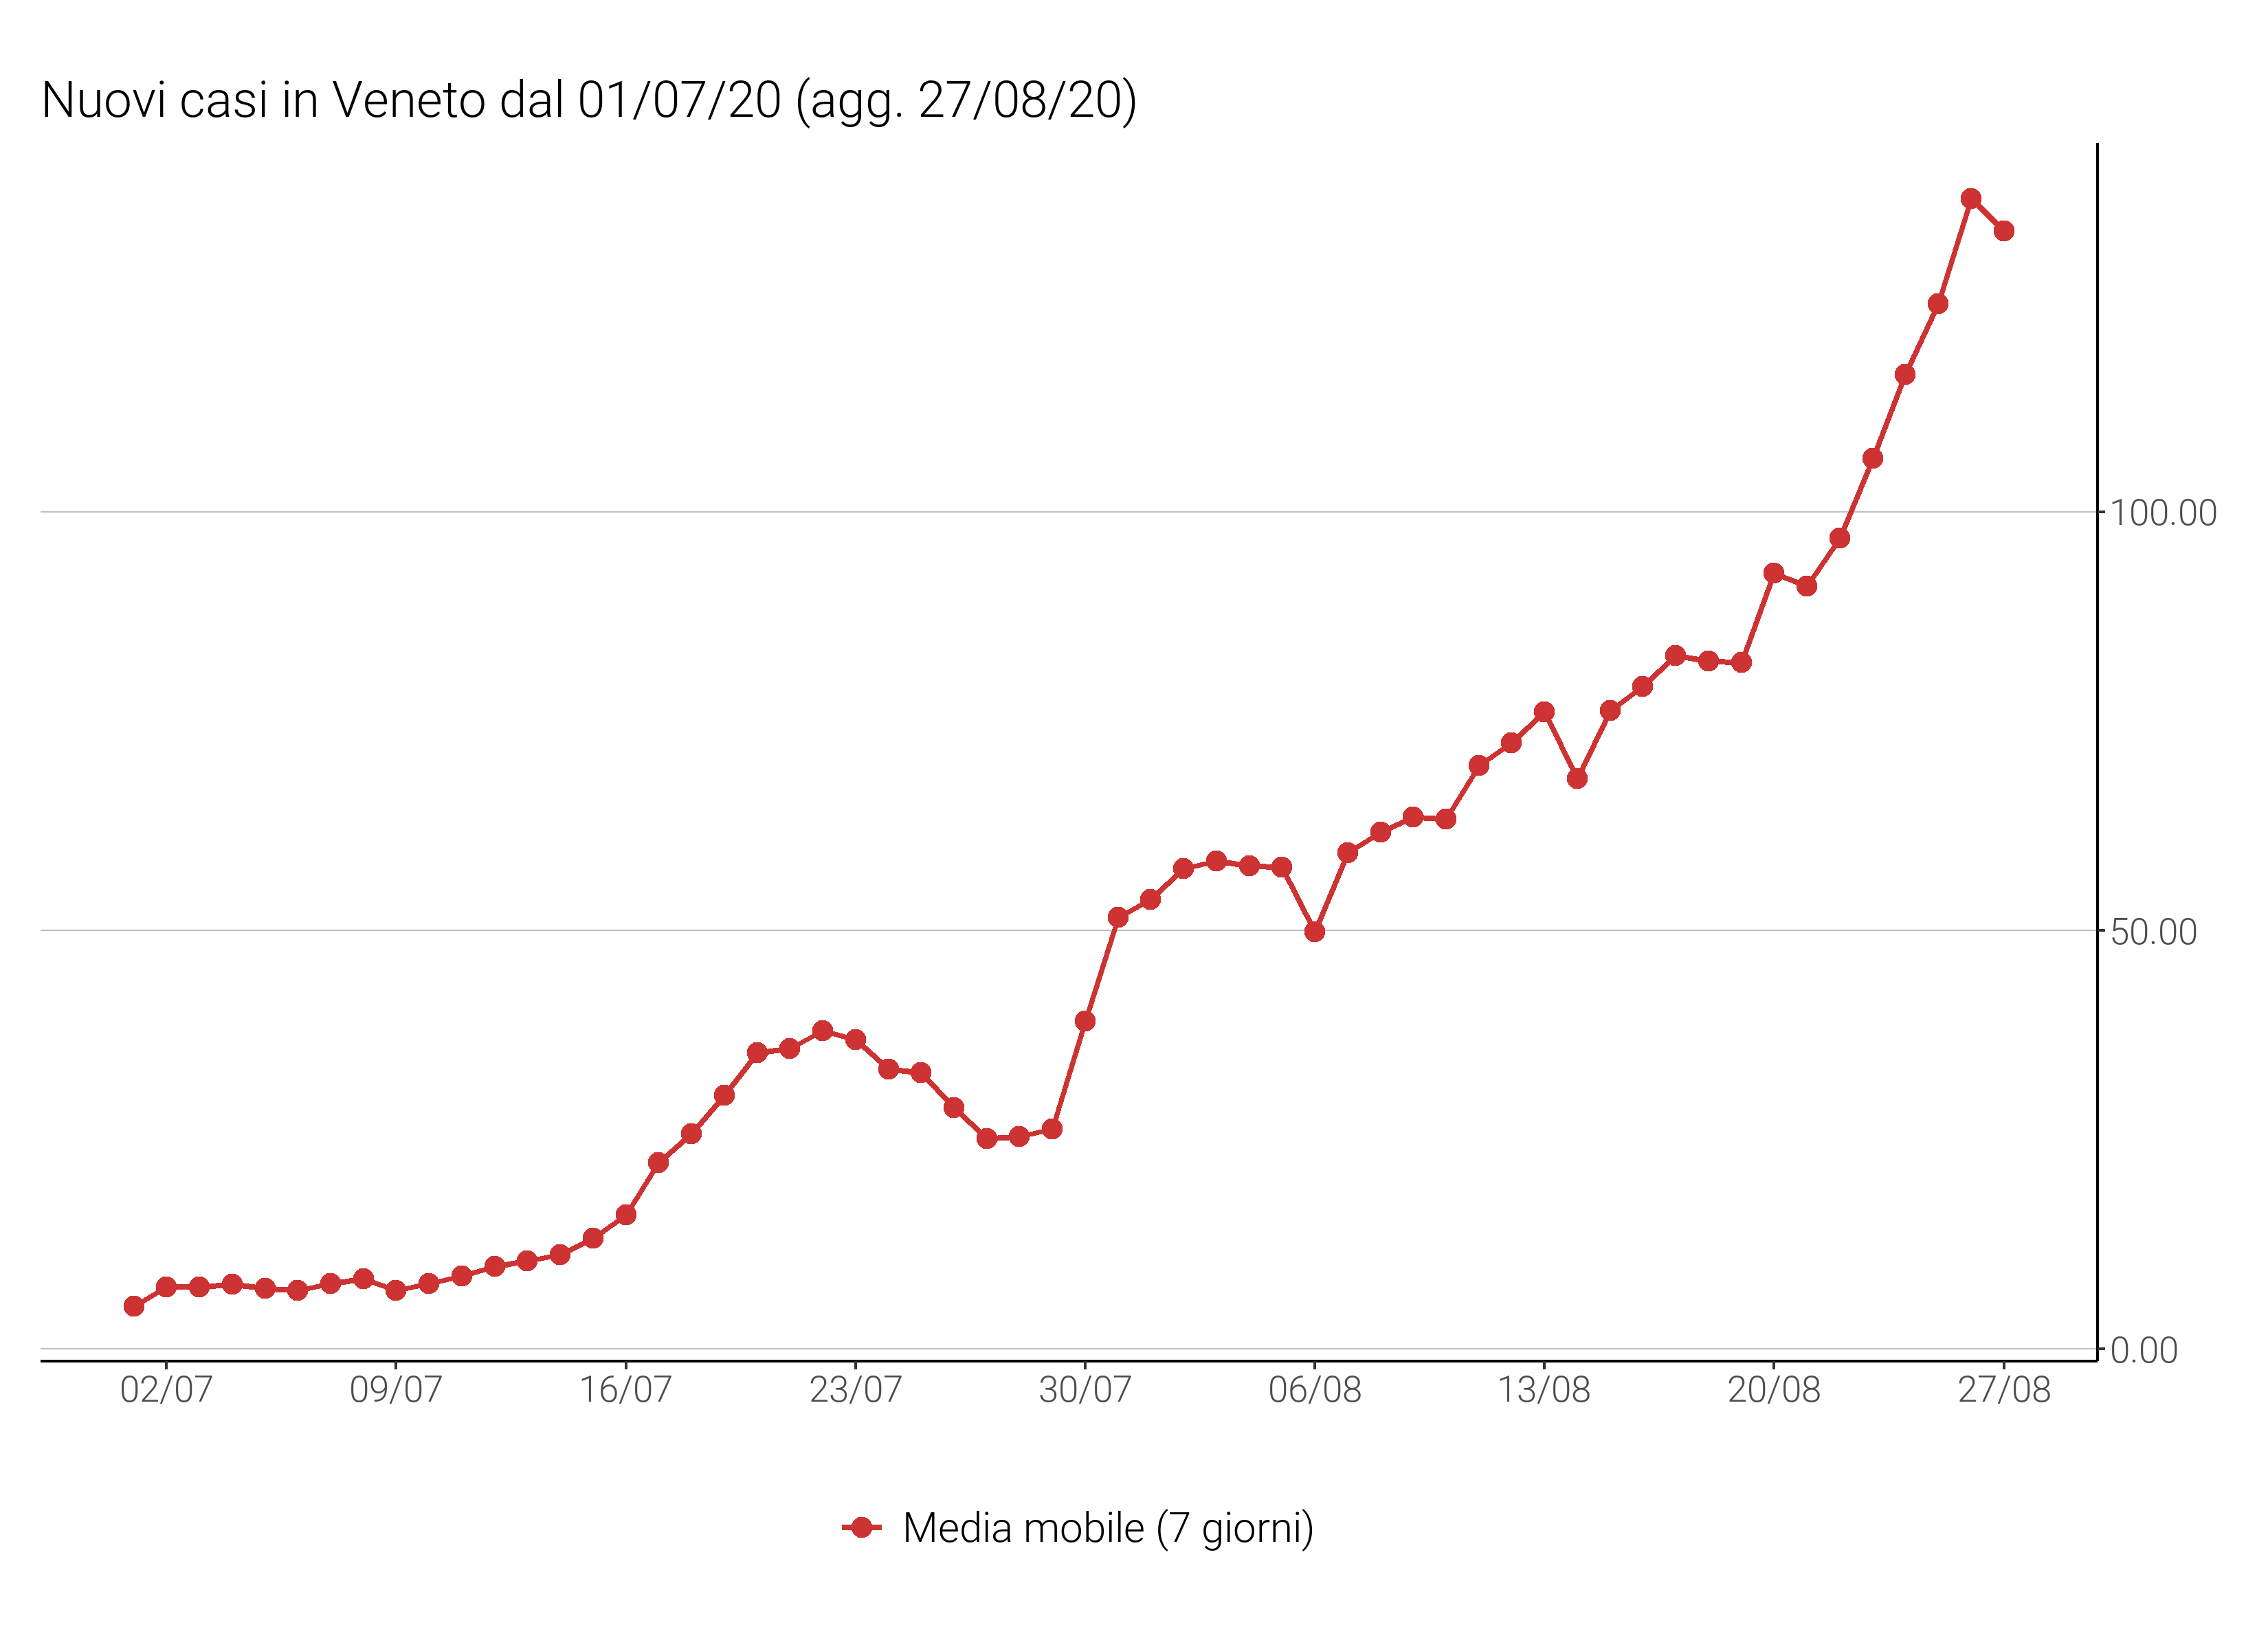 Nuovi casi in Veneto dal 01/07/20 (agg. 27/08/20)
100.00
50.00
0.00
02/07 09/07 16/07 23/07 30/07 06/08 13/08 20/08 27/08
Media mobile (7 giorni)